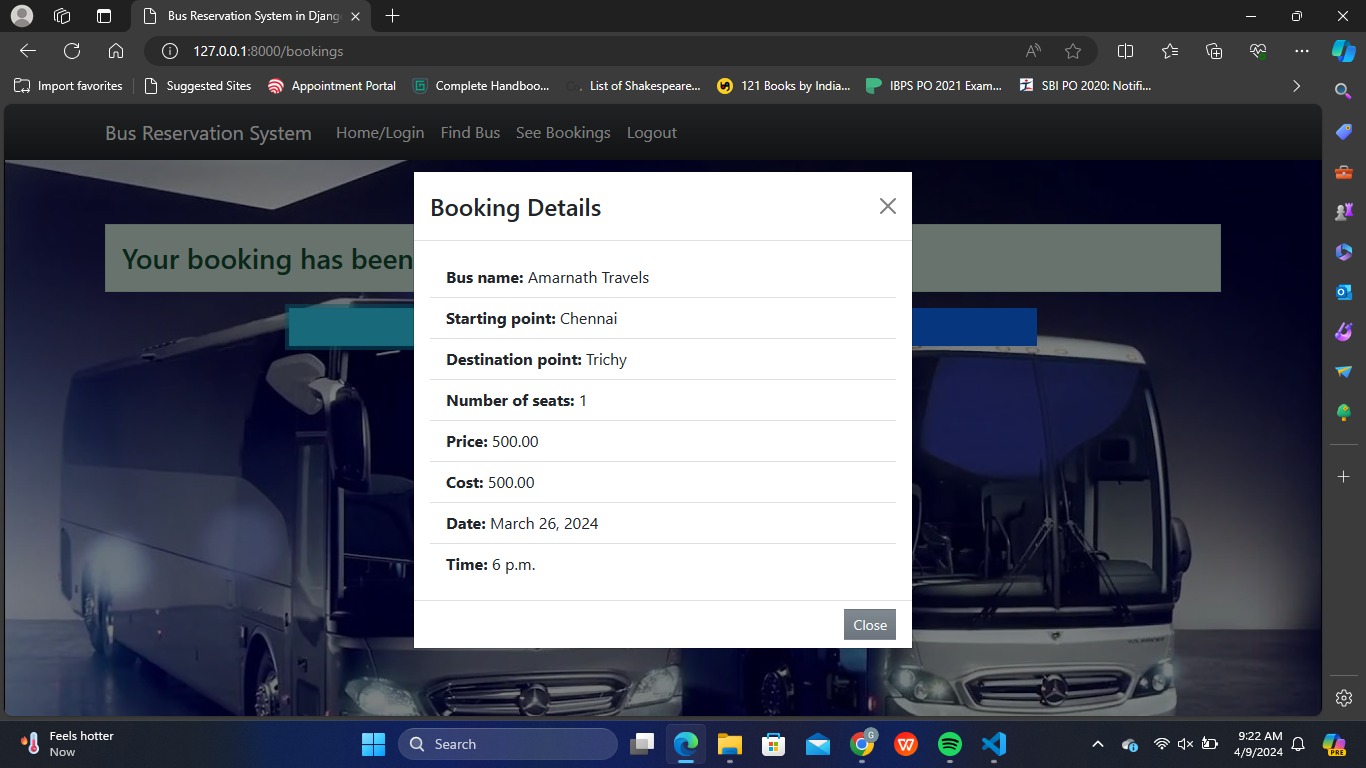 Bus Reservation System in Djang
127.0.0.1:8000/bookings
Import favorites
Suggested Sites
Appointment Portal
Complete Handboo...
List of Shakespeare...
121 Books by India...
IBPS PO 2021 Exam...
SBI PO 2020: Notifi...
Bus Reservation System Home/Login Find Bus See Bookings Logout
Your booking has been
Booking Details
Bus name: Amarnath Travels
Starting point: Chennai
Destination point: Trichy
Number of seats: 1
Price: 500.00
Cost: 500.00
Date: March 26, 2024
Time: 6 p.m.
Close
Feels hotter
Now
Search
G
9:22 AM
4/9/2024
PRE